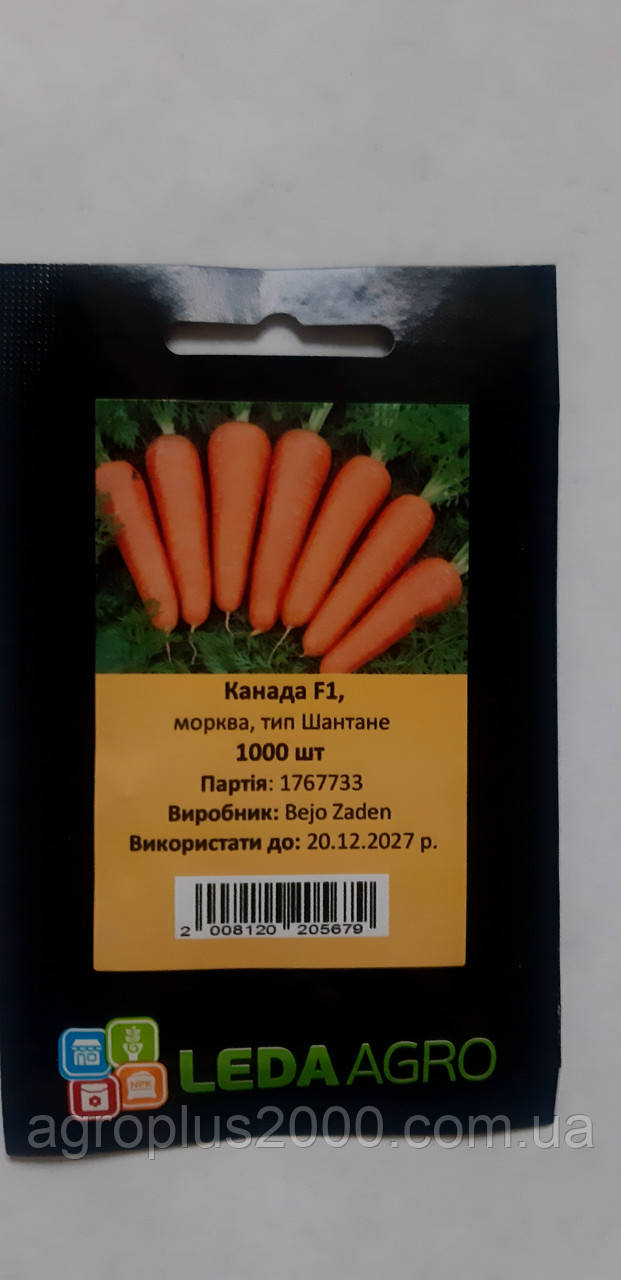 Канада F1,
морква, тип Шантане
1000 шт
Партія: 1767733
Виробник: Bejo Zaden
Використати до: 20.12.2027 р.
2 008120 205679
NPK
LEDA AGRO
agroplus2000.com.ua